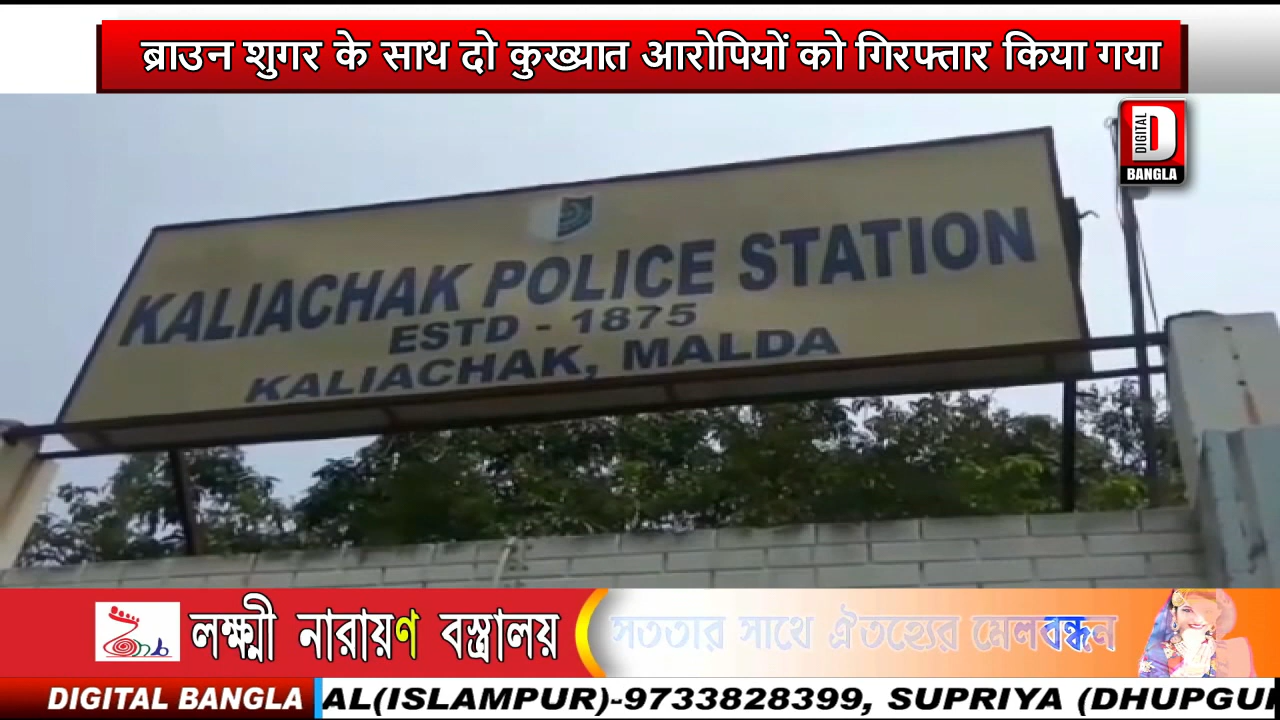 ब्राउन शुगर के साथ दो कुख्यात आरोपियों को गिरफ्तार किया गया
DIGITAL
D
BANGLA
KALIACHAK POLICE STATION
ESTD - 1875
KALIACHAK, MALDA
লক্ষ্মী নারায়ণ বস্ত্রালয়
সততার সাথে ঐতহ্যের মেলবন্ধন
DIGITAL BANGLA
AL(ISLAMPUR)-9733828399, SUPRIYA (DHUPGU